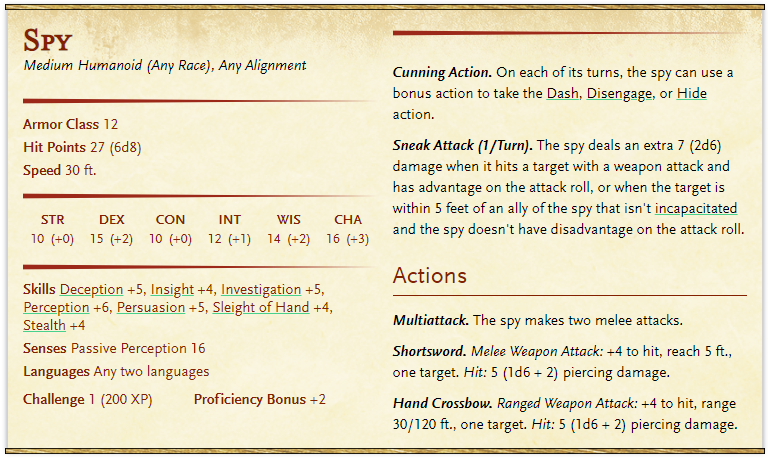 Spy
Medium Humanoid (Any Race), Any Alignment
Armor Class 12
Hit Points 27 (6d8)
Speed 30 ft.
STR DEX CON INT WIS CHA
10 (+0) 15 (+2) 10 (+0) 12 (+1) 14 (+2) 16 (+3)
Skills Deception +5, Insight +4, Investigation +5,
Perception +6, Persuasion +5, Sleight of Hand +4,
Stealth +4
Senses Passive Perception 16
Languages Any two languages
Challenge 1 (200 XP) Proficiency Bonus +2
Cunning Action. On each of its turns, the spy can use a
bonus action to take the Dash, Disengage, or Hide
action.
Sneak Attack (1/Turn). The spy deals an extra 7 (2d6)
damage when it hits a target with a weapon attack and
has advantage on the attack roll, or when the target is
within 5 feet of an ally of the spy that isn't incapacitated
and the spy doesn't have disadvantage on the attack roll.
Actions
Multiattack. The spy makes two melee attacks.
Shortsword. Melee Weapon Attack: +4 to hit, reach 5 ft.,
one target. Hit: 5 (1d6 + 2) piercing damage.
Hand Crossbow. Ranged Weapon Attack: +4 to hit, range
30/120 ft., one target. Hit: 5 (1d6 + 2) piercing damage.